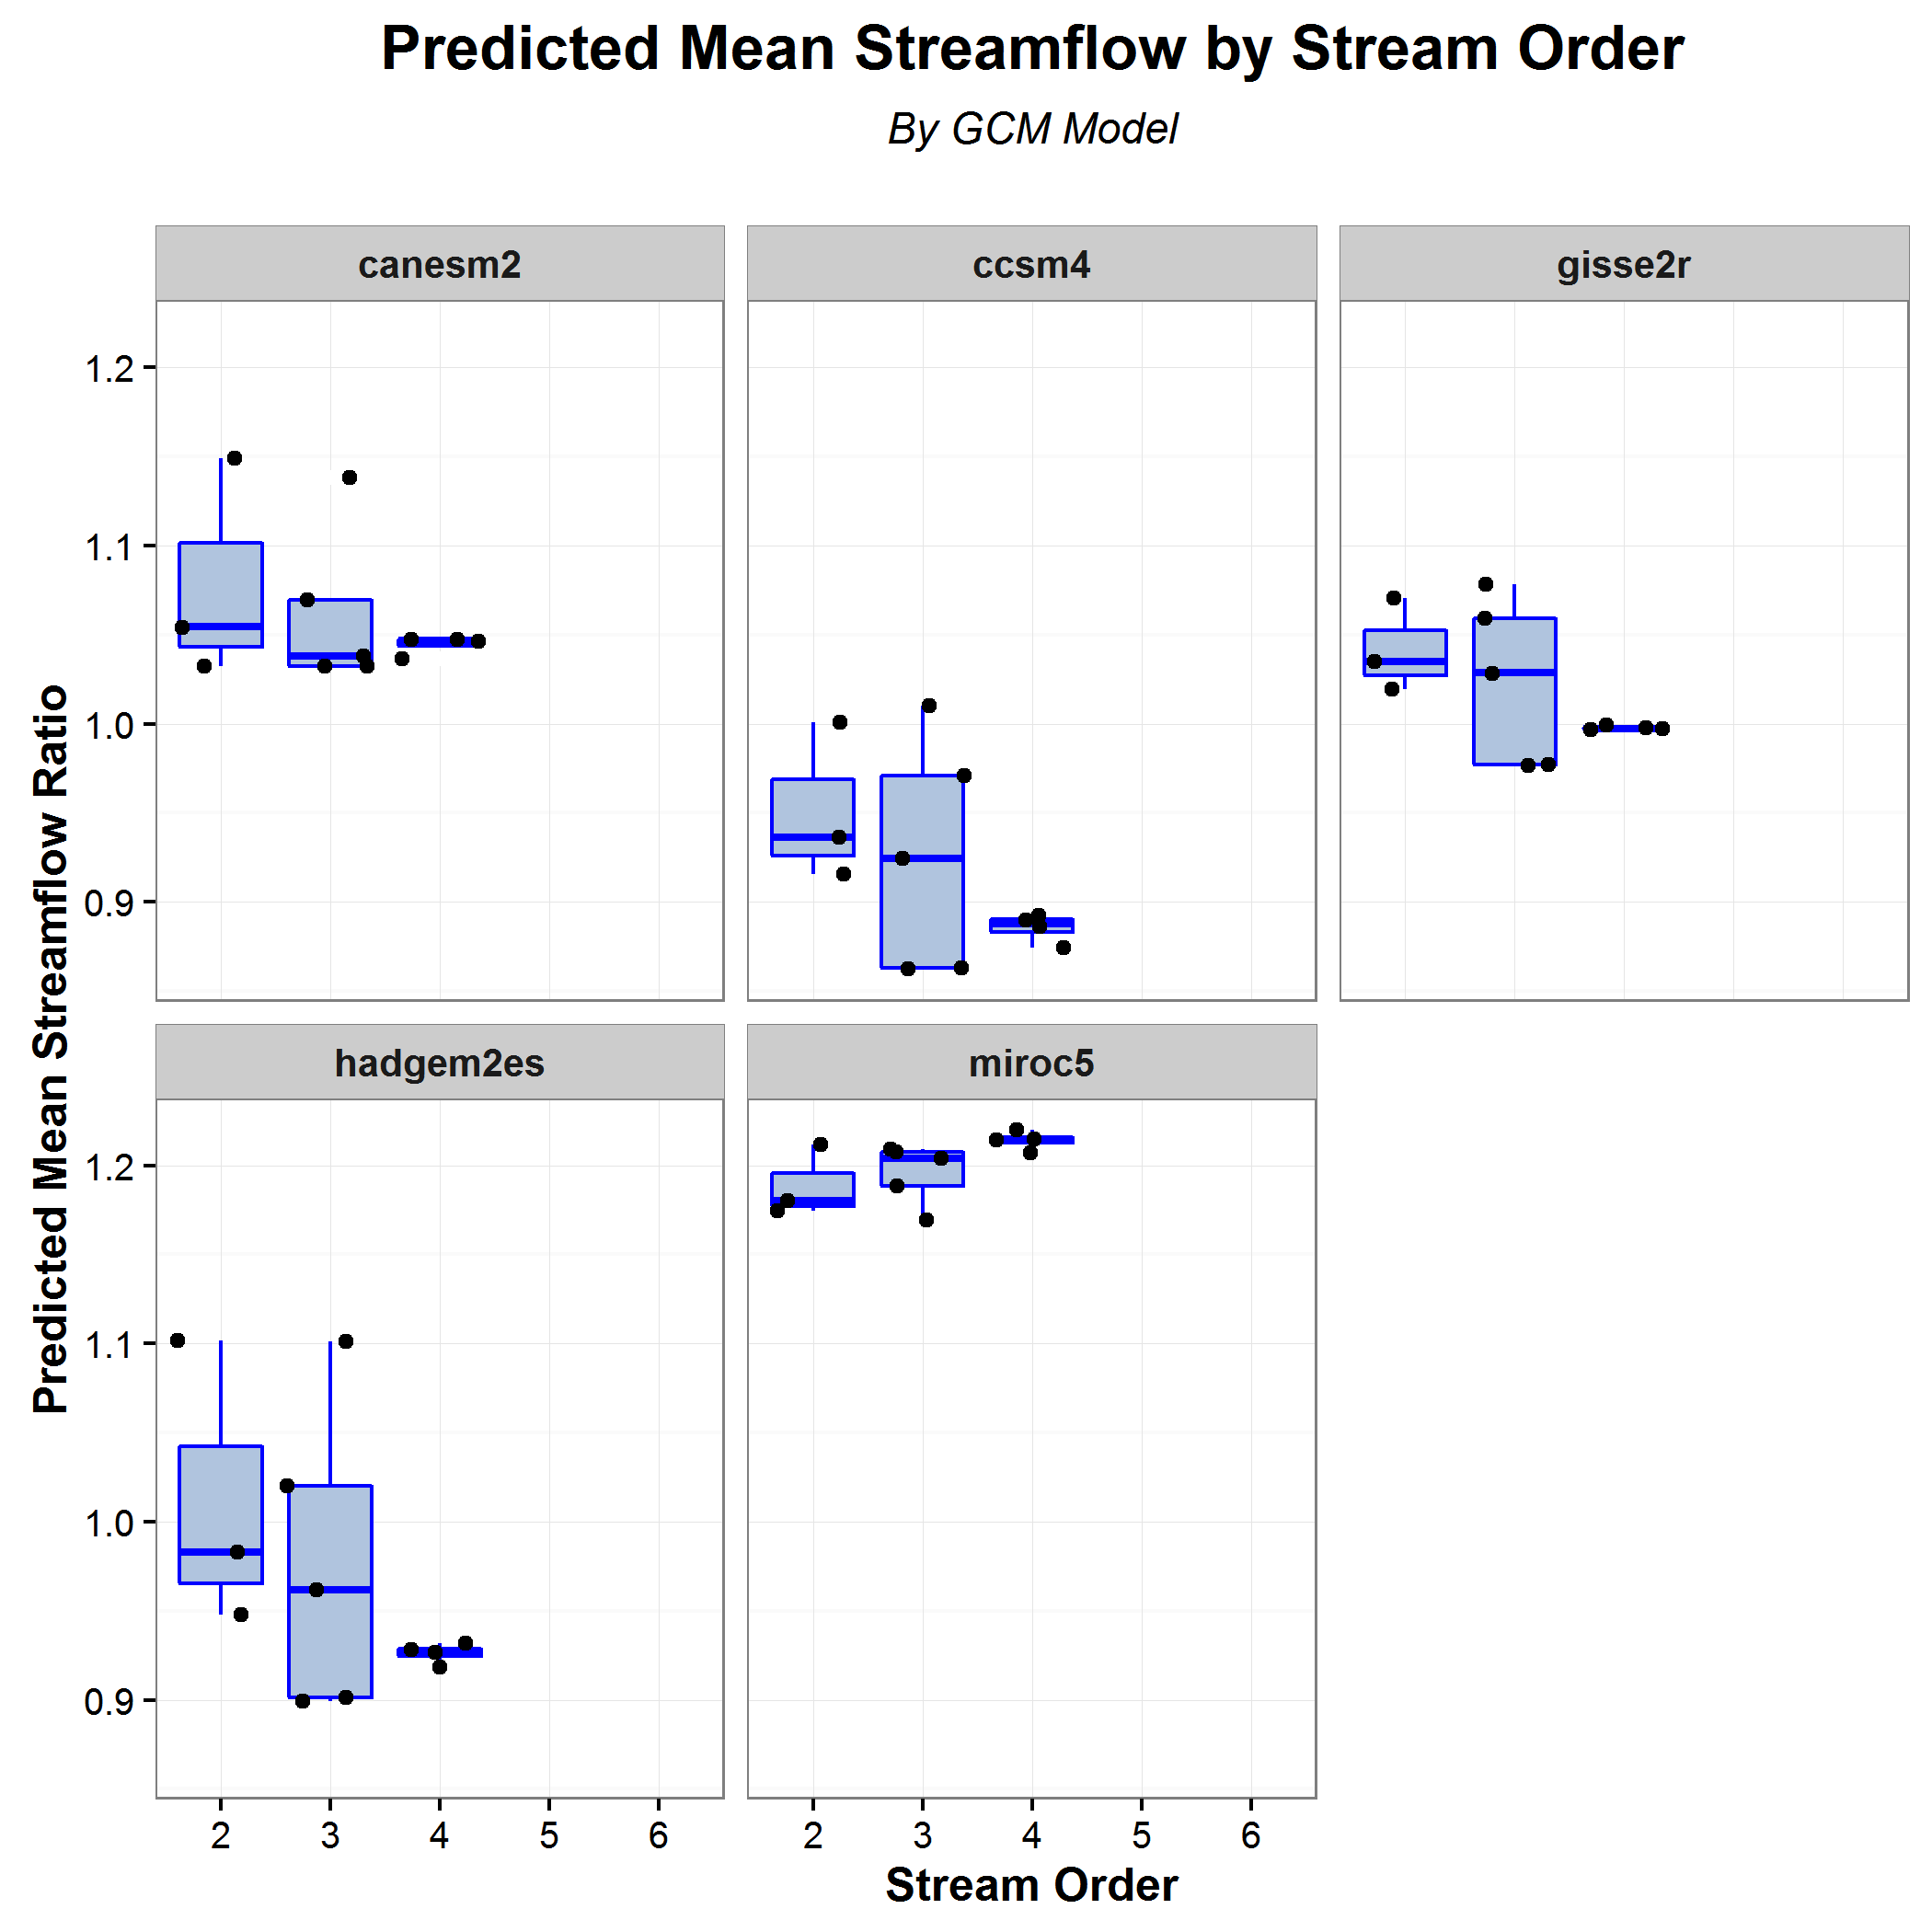 Predicted Mean Streamflow by Stream Order
By GCM Model
canesm2
ccsm4
gisse2r
1.2
1.1
1.0
0.9
Predicted Mean Streamflow Ratio
hadgem2es
miroc5
1.2
1.1
1.0
0.9
2 3 4 5 6
2 3 4 5 6
Stream Order